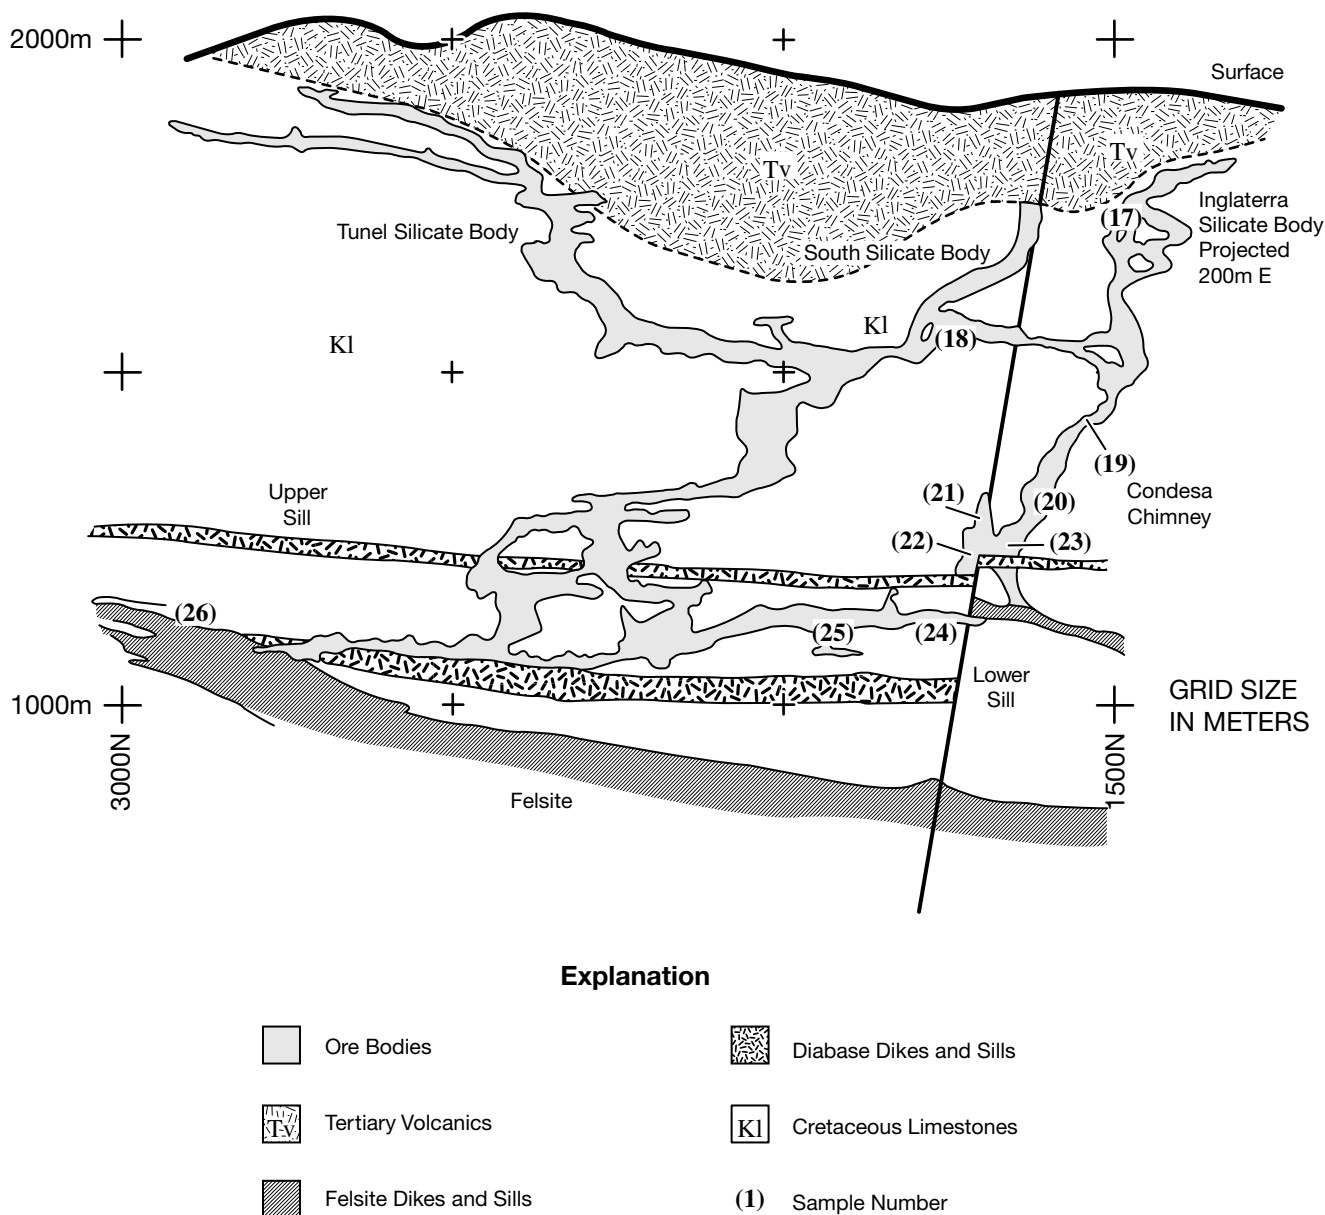 2000m
Surface
Tv
Tv
Inglaterra
Silicate Body
Projected
200m E
(17)
Tunel Silicate Body
South Silicate Body
Kl
Kl
(18)
(19)
Condesa
Chimney
(20)
(21)
(22)
(23)
Upper
Sill
(26)
(25)
(24)
Lower
Sill
1000m
GRID SIZE
IN METERS
3000N
1500N
Felsite
Explanation
Ore Bodies
Diabase Dikes and Sills
Tv
Tertiary Volcanics
Kl
Cretaceous Limestones
Felsite Dikes and Sills
(1)
Sample Number